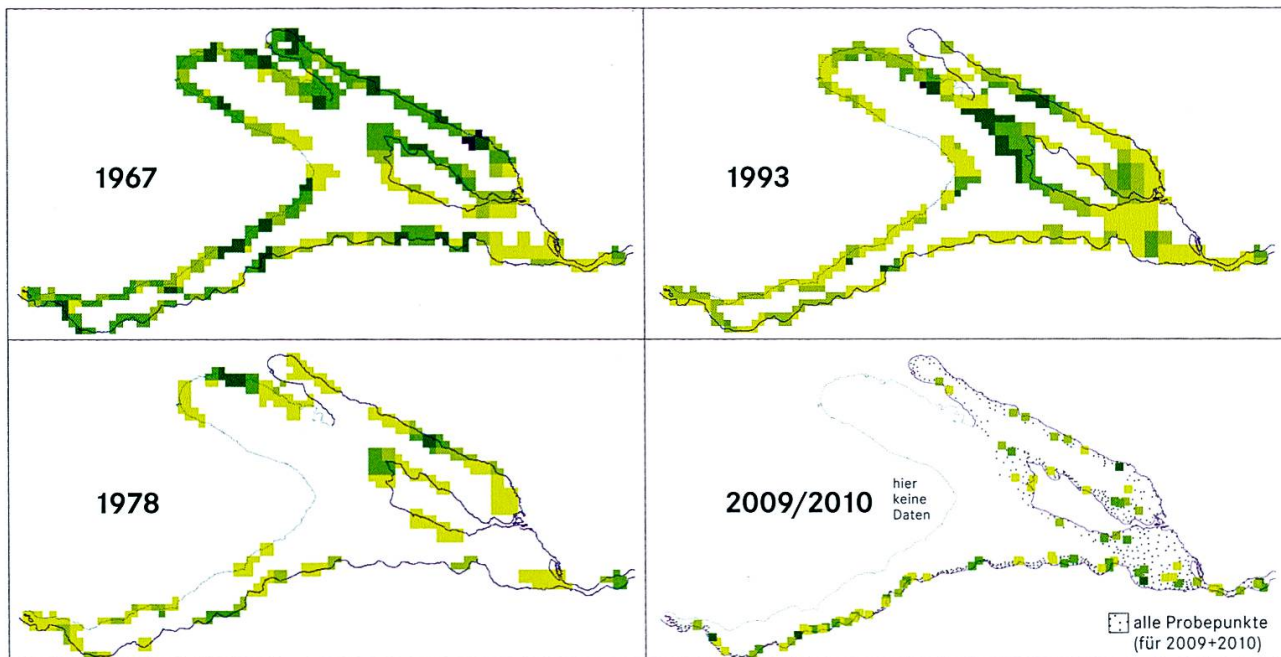 1967
1993
1978
2009/2010
hier
keine
Daten
alle Probepunkte
(für 2009+2010)